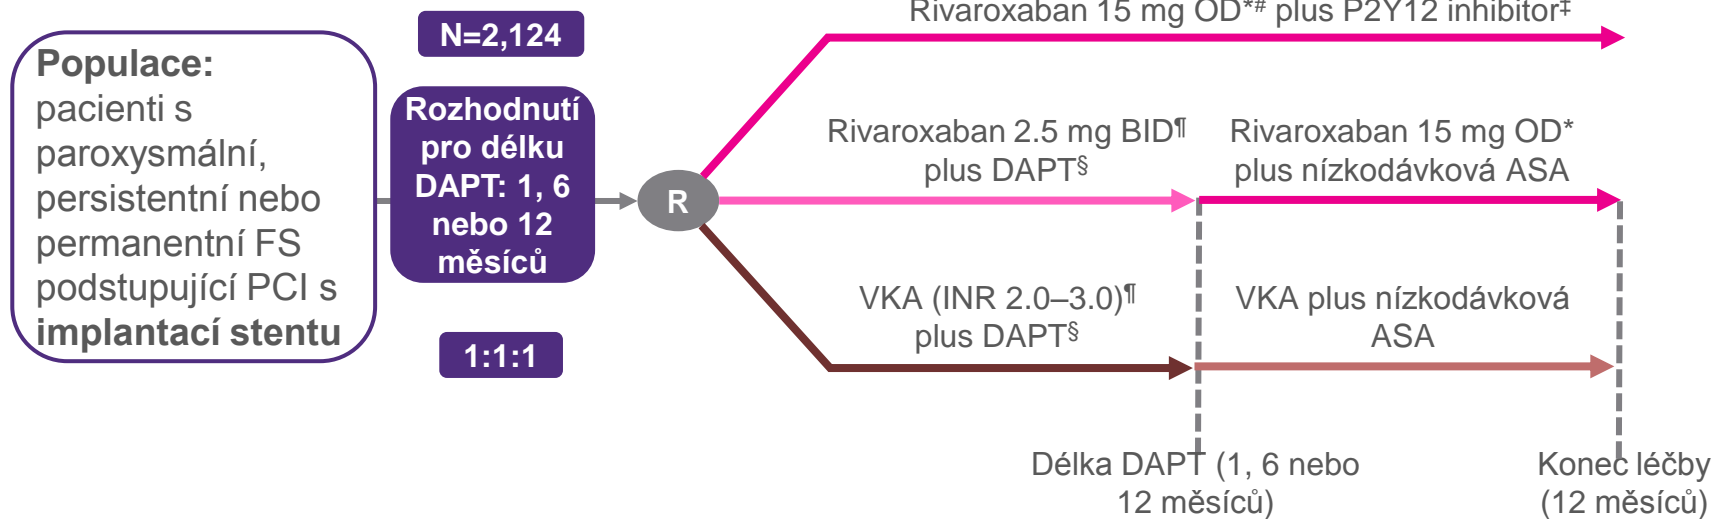 Populace:
pacienti s
paroxysmální,
persistentní nebo
permanentní FS
podstupující PCI s
implantací stentu
N=2,124
Rozhodnutí
pro délku
DAPT: 1, 6
nebo 12
měsíců
1:1:1
R
Rivaroxaban 15 mg OD*# plus P2Y12 inhibitor‡
Rivaroxaban 2.5 mg BID¶
plus DAPT§
Rivaroxaban 15 mg OD*
plus nízkodávková ASA
VKA (INR 2.0–3.0)¶
plus DAPT§
VKA plus nízkodávková
ASA
Délka DAPT (1, 6 nebo
12 měsíců)
Konec léčby
(12 měsíců)